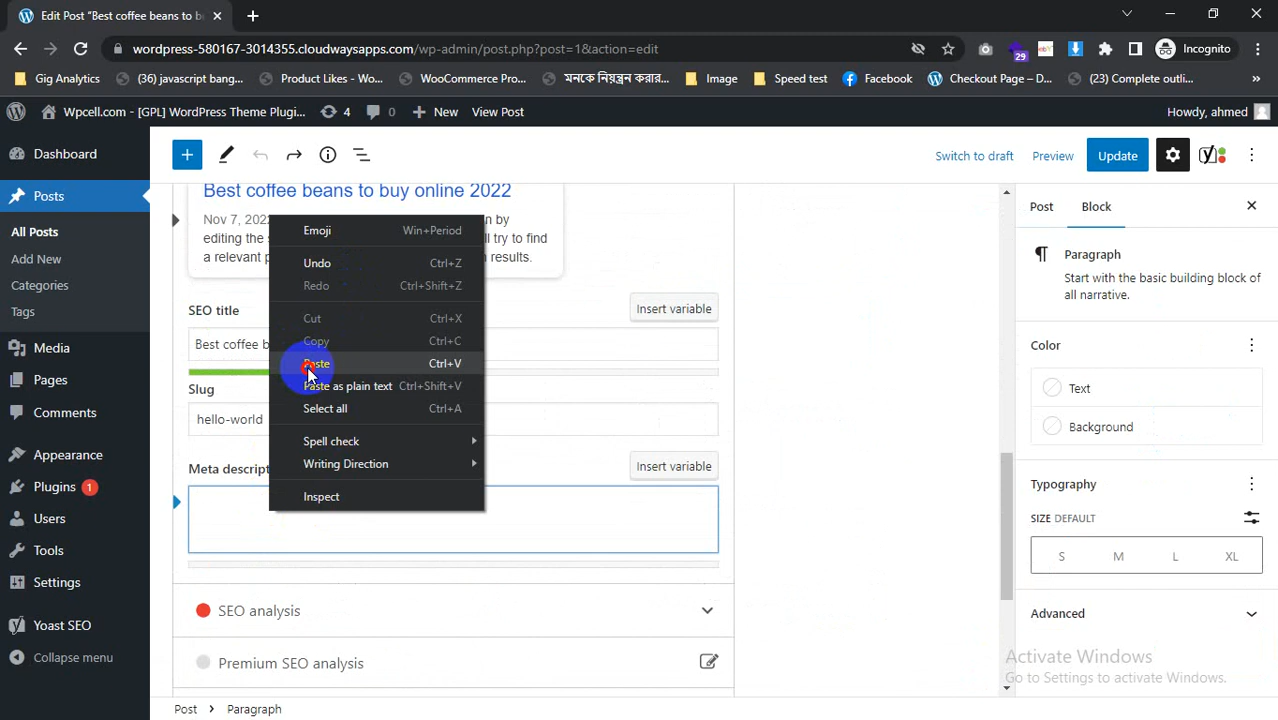 Edit Post "Best coffee beans to b
wordpress-580167-3014355.cloudwaysapps.com/wp-admin/post.php?post=1&action=edit
29
Incognito
Gig Analytics
(36) javascript bang...
Product Likes - Wo...
WooCommerce Pro...
মনকে নিয়ন্ত্রন করার...
Image
Speed test
Facebook
Checkout Page – D...
(23) Complete outli...
»
Wpcell.com - [GPL] WordPress Theme Plugi...
4
0
New
View Post
Howdy, ahmed
Dashboard
Posts
All Posts
Add New
Categories
Tags
Media
Pages
Comments
Appearance
Plugins 1
Users
Tools
Settings
Yoast SEO
Collapse menu
Switch to draft
Preview
Update
Best coffee beans to buy online 2022
Nov 7, 202
n by
editing the s
ll try to find
a relevant p
n results.
SEO title
Insert variable
Best coffee b
Slug
hello-world
Meta descript
Insert variable
SEO analysis
Premium SEO analysis
Emoji Win+Period
Undo Ctrl+Z
Redo Ctrl+Shift+Z
Cut Ctrl+X
Copy Ctrl+C
Paste Ctrl+V
Paste as plain text Ctrl+Shift+V
Select all Ctrl+A
Spell check
Writing Direction
Inspect
Post
Block
Paragraph
Start with the basic building block of
all narrative.
Color
Text
Background
Typography
SIZE DEFAULT
S
M
L
XL
Advanced
Activate Windows
Go to Settings to activate Windows.
Post > Paragraph